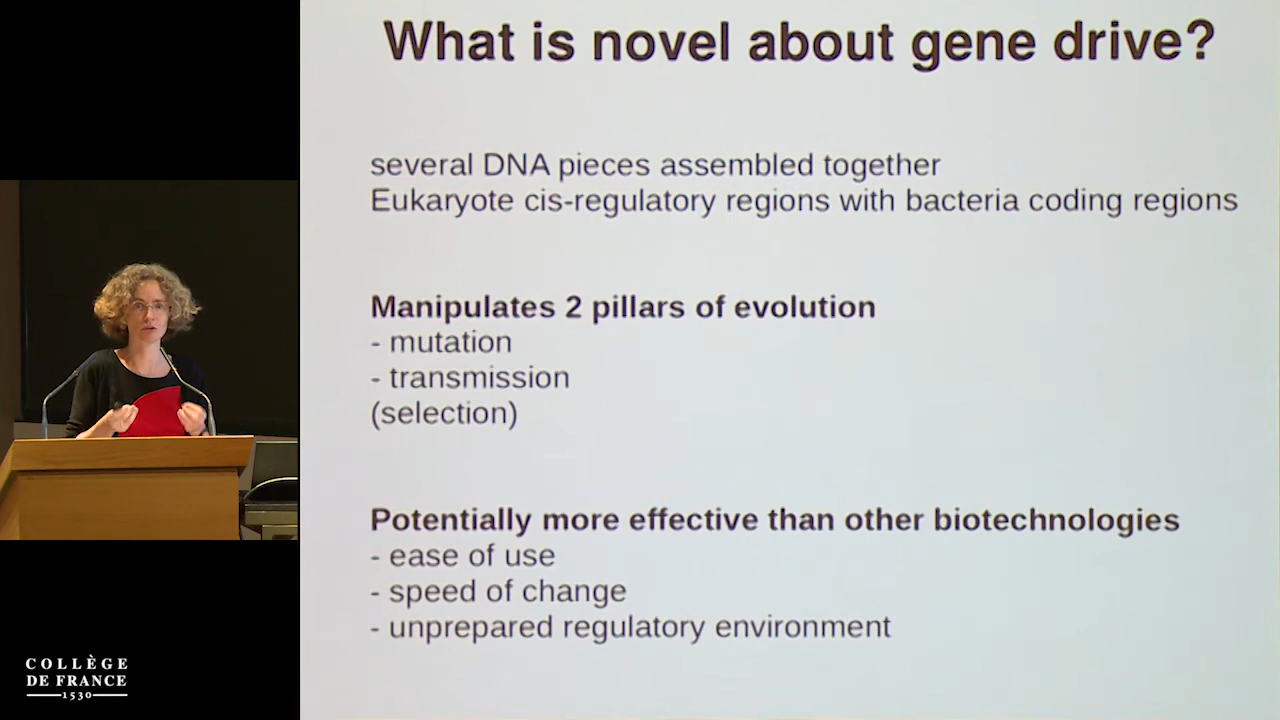 What is novel about gene drive?
several DNA pieces assembled together
Eukaryote cis-regulatory regions with bacteria coding regions
Manipulates 2 pillars of evolution
- mutation
- transmission
(selection)
Potentially more effective than other biotechnologies
- ease of use
- speed of change
- unprepared regulatory environment
COLLÈGE
DE FRANCE
1530